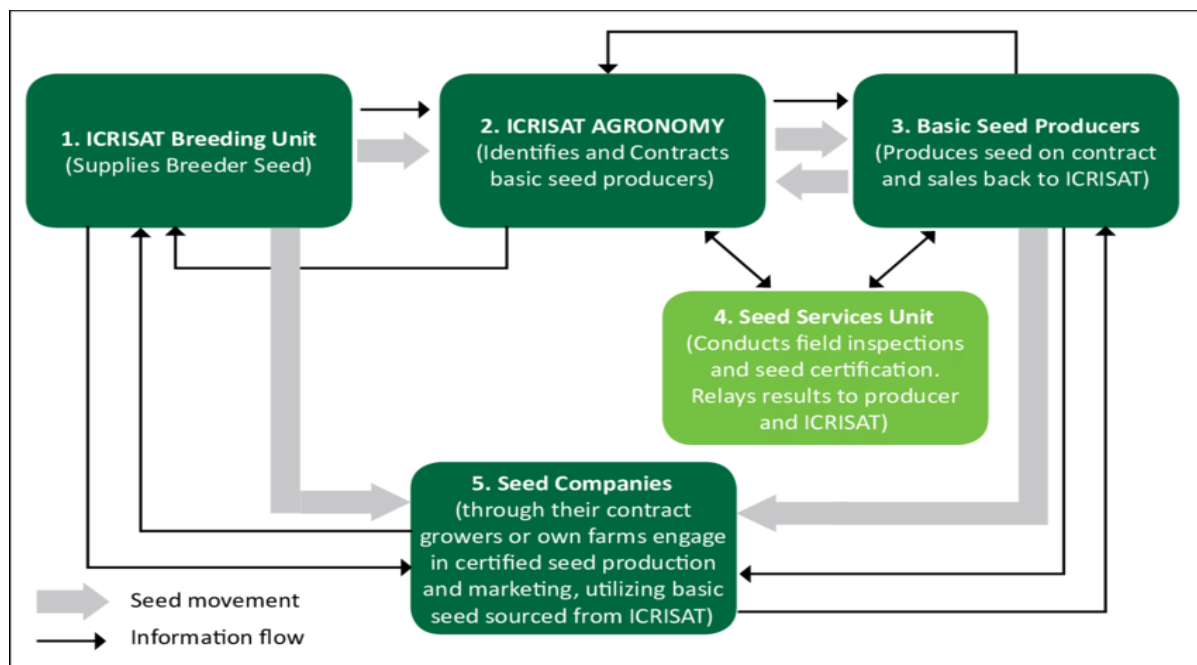 1. ICRISAT Breeding Unit
(Supplies Breeder Seed)
2. ICRISAT AGRONOMY
(Identifies and Contracts
basic seed producers)
3. Basic Seed Producers
(Produces seed on contract
and sales back to ICRISAT)
4. Seed Services Unit
(Conducts field inspections
and seed certification.
Relays results to producer
and ICRISAT)
5. Seed Companies
(through their contract
growers or own farms engage
in certified seed production
and marketing, utilizing basic
seed sourced from ICRISAT)
Seed movement
Information flow